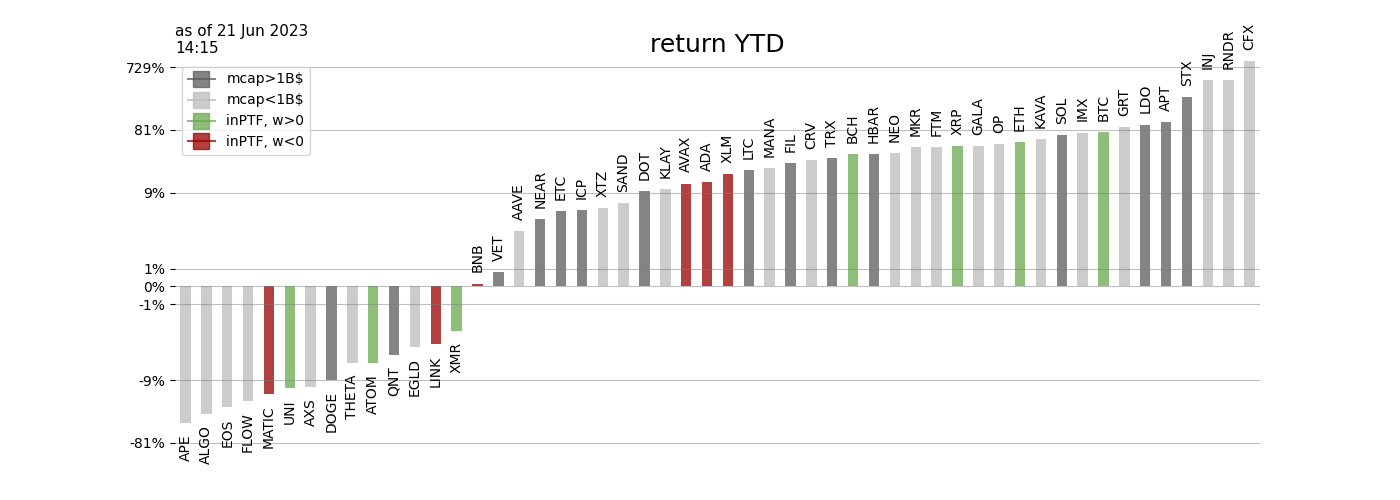 as of 21 Jun 2023
14:15
return YTD
mcap>1B$
mcap<1B$
inPTF, w>0
inPTF, w<0
729%
81%
9%
1%
0%
-1%
-9%
-81%
APE
ALGO
EOS
FLOW
MATIC
UNI
AXS
DOGE
THETA
ATOM
QNT
EGLD
LINK
XMR
BNB
VET
AAVE
NEAR
ETC
ICP
XTZ
SAND
DOT
KLAY
AVAX
ADA
XLM
LTC
MANA
FIL
CRV
TRX
BCH
HBAR
NEO
MKR
FTM
XRP
GALA
OP
ETH
KAVA
SOL
IMX
BTC
GRT
LDO
APT
STX
INJ
RNDR
CFX